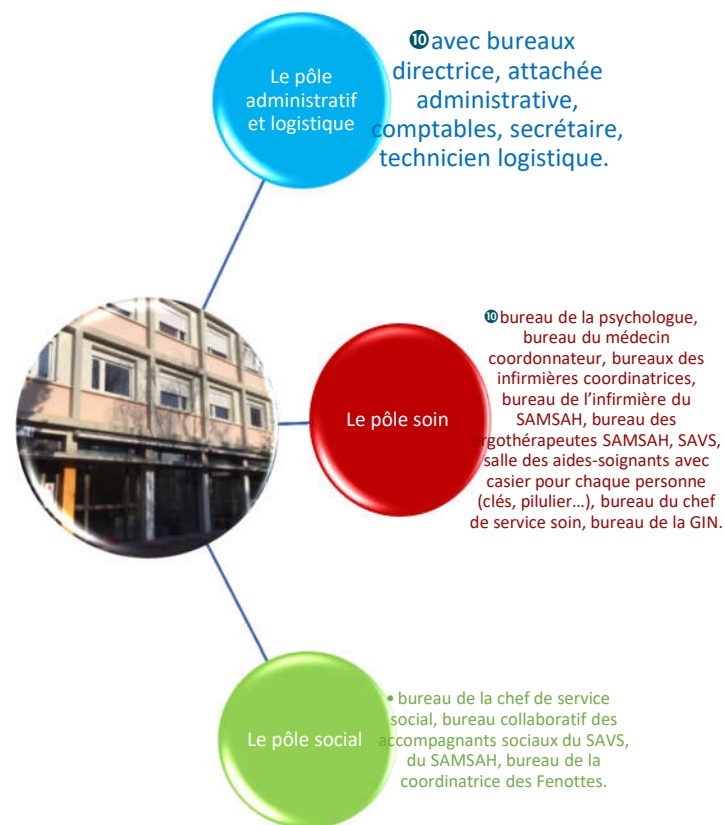 Le pôle
administratif
et logistique
❿avec bureaux
directrice, attachée
administrative,
comptables, secrétaire,
technicien logistique.
Le pôle soin
❿bureau de la psychologue,
bureau du médecin
coordonnateur, bureaux des
infirmières coordinatrices,
bureau de l’infirmière du
SAMSAH, bureau des
ergothérapeutes SAMSAH, SAVS,
salle des aides-soignants avec
casier pour chaque personne
(clés, pilulier…), bureau du chef
de service soin, bureau de la GIN.
Le pôle social
• bureau de la chef de service
social, bureau collaboratif des
accompagnants sociaux du SAVS,
du SAMSAH, bureau de la
coordinatrice des Fenottes.